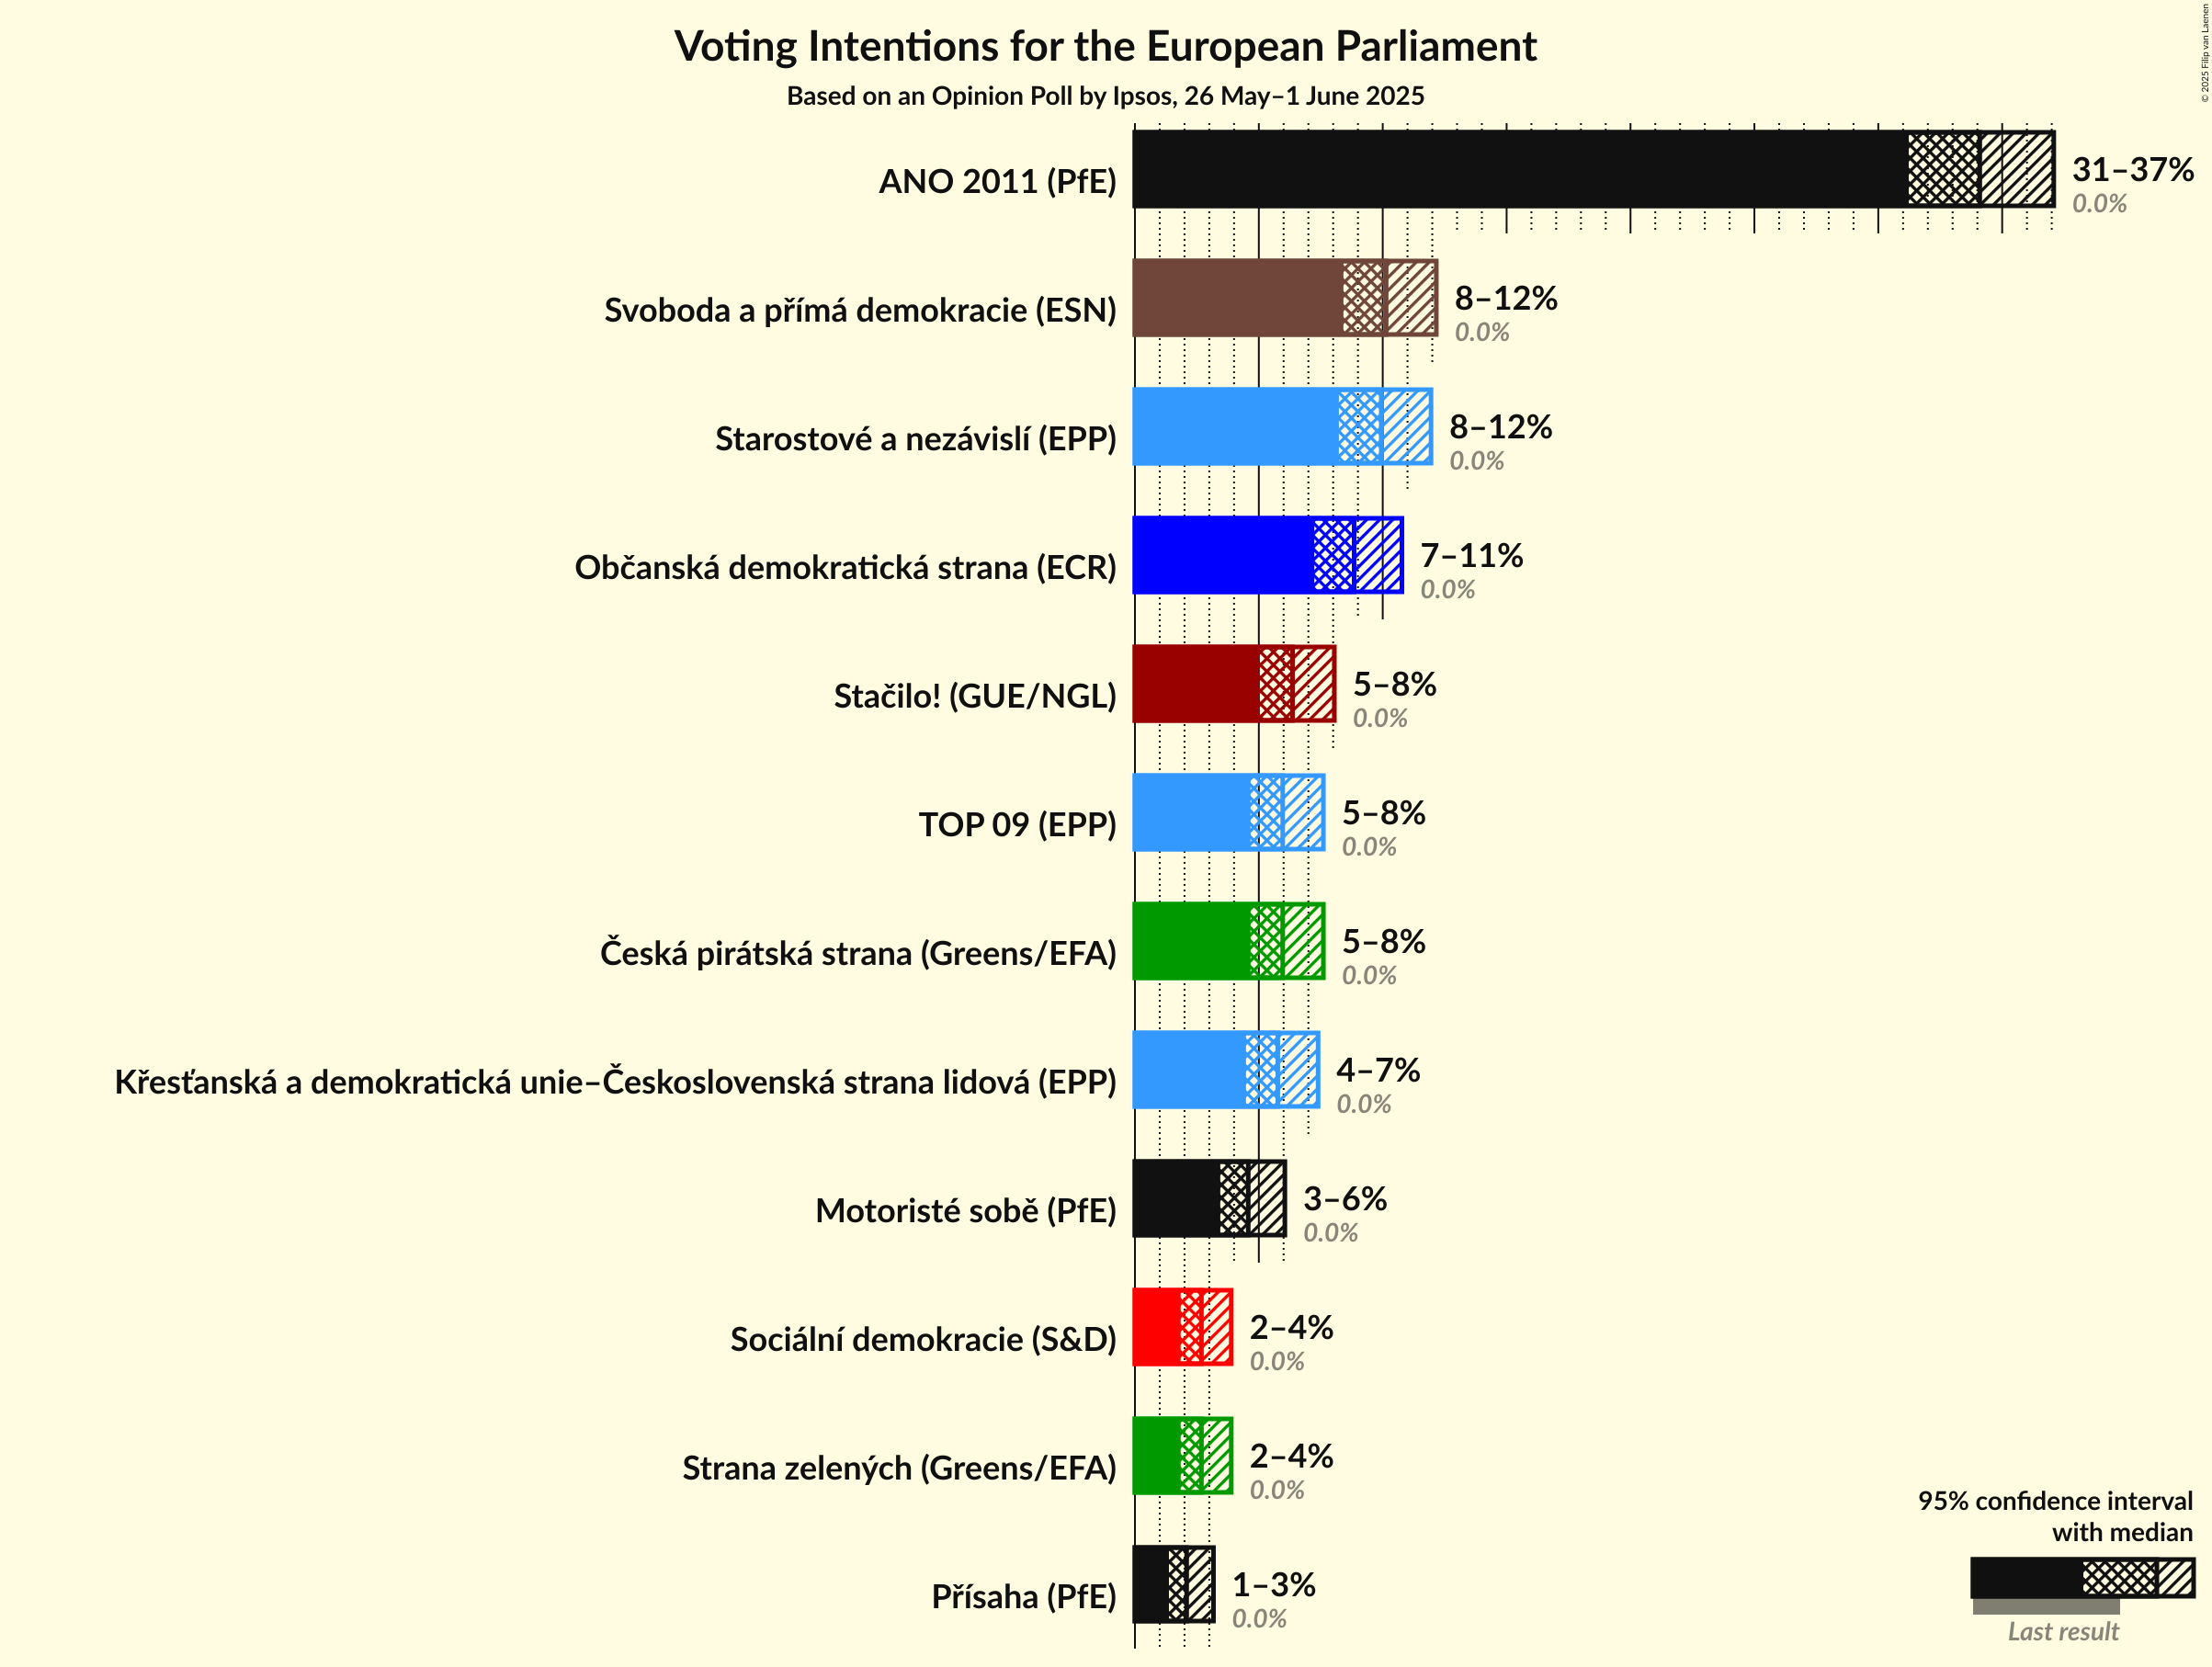 © 2025 Filip van Laenen
Voting Intentions for the European Parliament
Based on an Opinion Poll by Ipsos, 26 May–1 June 2025
ANO 2011 (PfE)
31–37%
0.0%
Svoboda a přímá demokracie (ESN)
8–12%
0.0%
Starostové a nezávislí (EPP)
8–12%
0.0%
Občanská demokratická strana (ECR)
7–11%
0.0%
Stačilo! (GUE/NGL)
5–8%
0.0%
TOP 09 (EPP)
5–8%
0.0%
Česká pirátská strana (Greens/EFA)
5–8%
0.0%
Křesťanská a demokratická unie–Československá strana lidová (EPP)
4–7%
0.0%
Motoristé sobě (PfE)
3–6%
0.0%
Sociální demokracie (S&D)
2–4%
0.0%
Strana zelených (Greens/EFA)
2–4%
0.0%
Přísaha (PfE)
1–3%
0.0%
95% confidence interval
with median
Last result